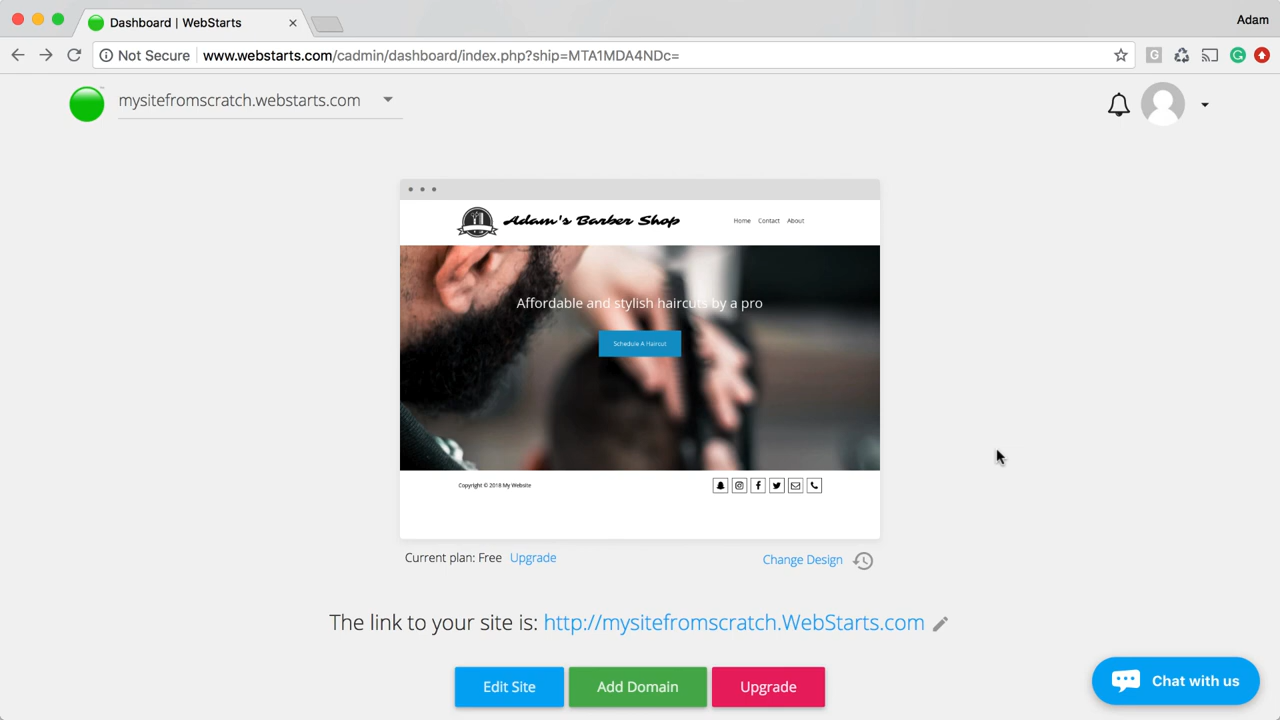 Dashboard | WebStarts
Adam
Not Secure www.webstarts.com/cadmin/dashboard/index.php?ship=MTA1MDA4NDc=
mysitefromscratch.webstarts.com
Adam's Barber Shop
Home Contact About
Affordable and stylish haircuts by a pro
Schedule A Haircut
Copyright © 2018 My Website
Current plan: Free Upgrade
Change Design
The link to your site is: http://mysitefromscratch.WebStarts.com
Edit Site
Add Domain
Upgrade
Chat with us